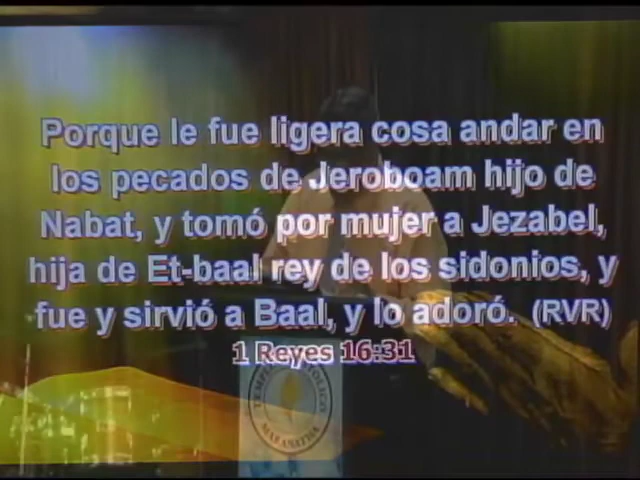 Porque le fue ligera cosa andar en
los pecados de Jeroboam hijo de
Nabat, y tomó por mujer a Jezabel,
hija de Et-baal rey de los sidonios, y
fue y sirvió a Baal, y lo adoró. (RVR)
1 Reyes 16:31
MARANATHA